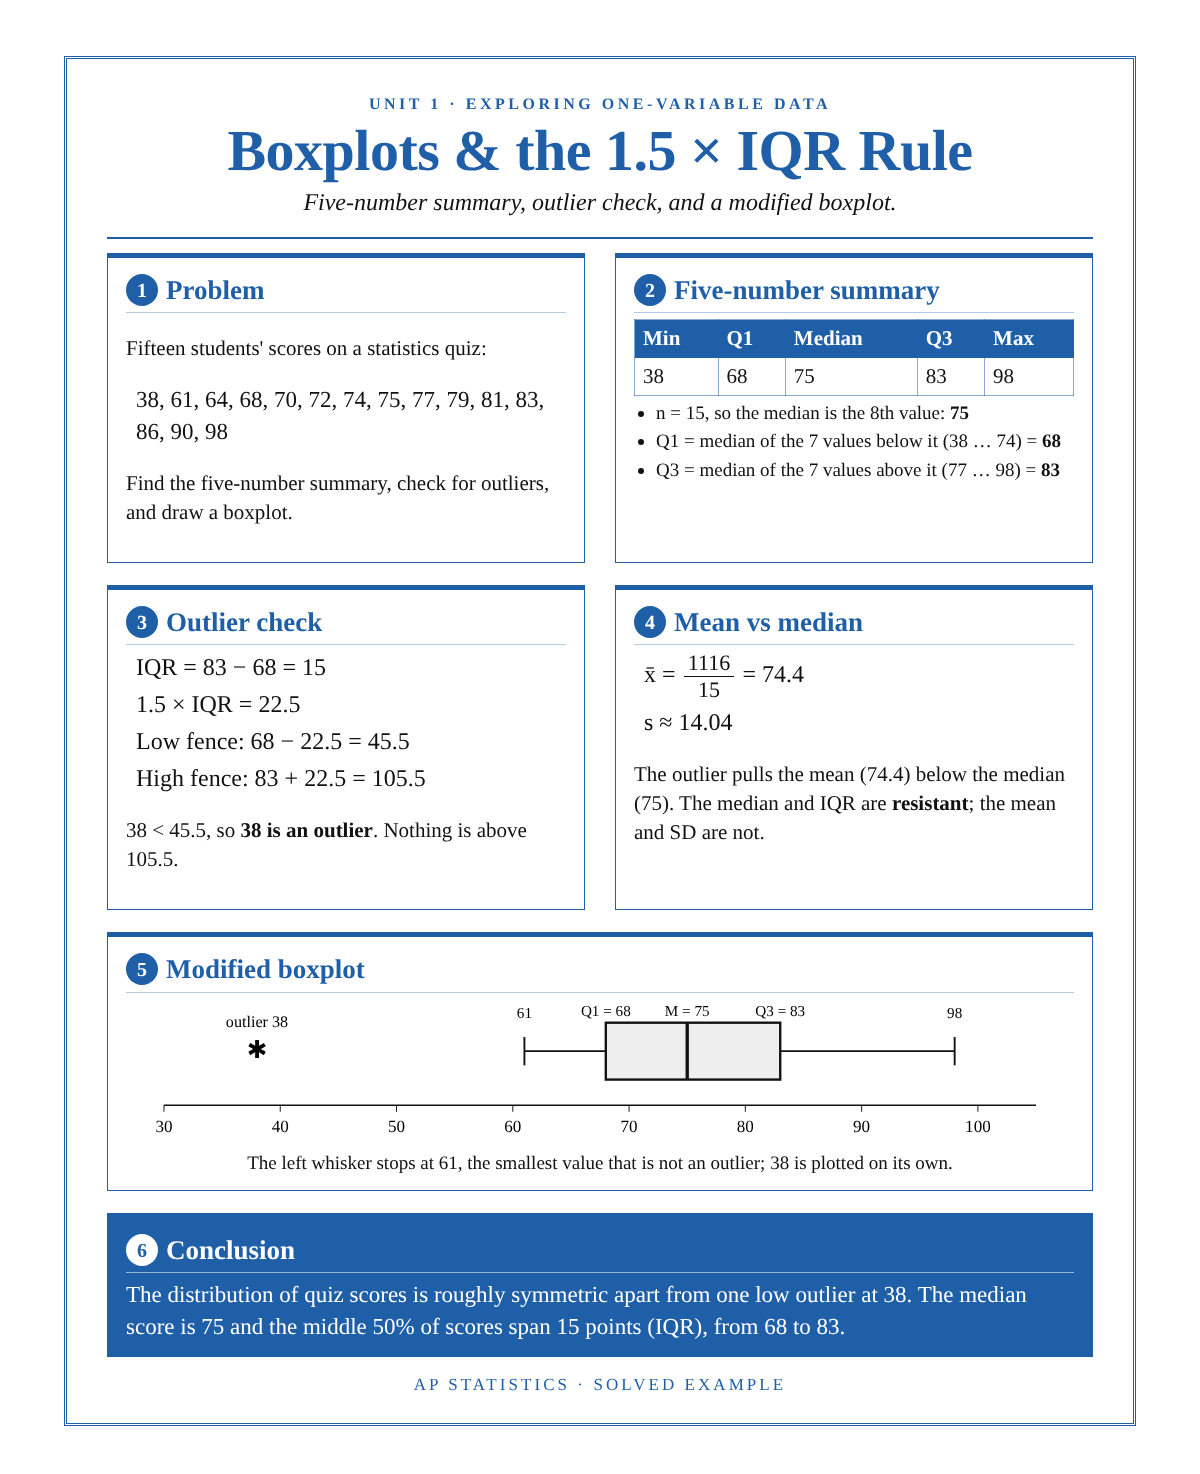 UNIT 1 · EXPLORING ONE-VARIABLE DATA
Boxplots & the 1.5 × IQR Rule
Five-number summary, outlier check, and a modified boxplot.
1 Problem
Fifteen students' scores on a statistics quiz:
38, 61, 64, 68, 70, 72, 74, 75, 77, 79, 81, 83,
86, 90, 98
Find the five-number summary, check for outliers,
and draw a boxplot.
2 Five-number summary
Min Q1 Median Q3 Max
38 68 75 83 98
• n = 15, so the median is the 8th value: 75
• Q1 = median of the 7 values below it (38 … 74) = 68
• Q3 = median of the 7 values above it (77 … 98) = 83
3 Outlier check
IQR = 83 − 68 = 15
1.5 × IQR = 22.5
Low fence: 68 − 22.5 = 45.5
High fence: 83 + 22.5 = 105.5
38 < 45.5, so 38 is an outlier. Nothing is above
105.5.
4 Mean vs median
x̄ = 1116/15 = 74.4
s ≈ 14.04
The outlier pulls the mean (74.4) below the median
(75). The median and IQR are resistant; the mean
and SD are not.
5 Modified boxplot
outlier 38
61 Q1 = 68 M = 75 Q3 = 83 98
30 40 50 60 70 80 90 100
The left whisker stops at 61, the smallest value that is not an outlier; 38 is plotted on its own.
6 Conclusion
The distribution of quiz scores is roughly symmetric apart from one low outlier at 38. The median
score is 75 and the middle 50% of scores span 15 points (IQR), from 68 to 83.
AP STATISTICS · SOLVED EXAMPLE